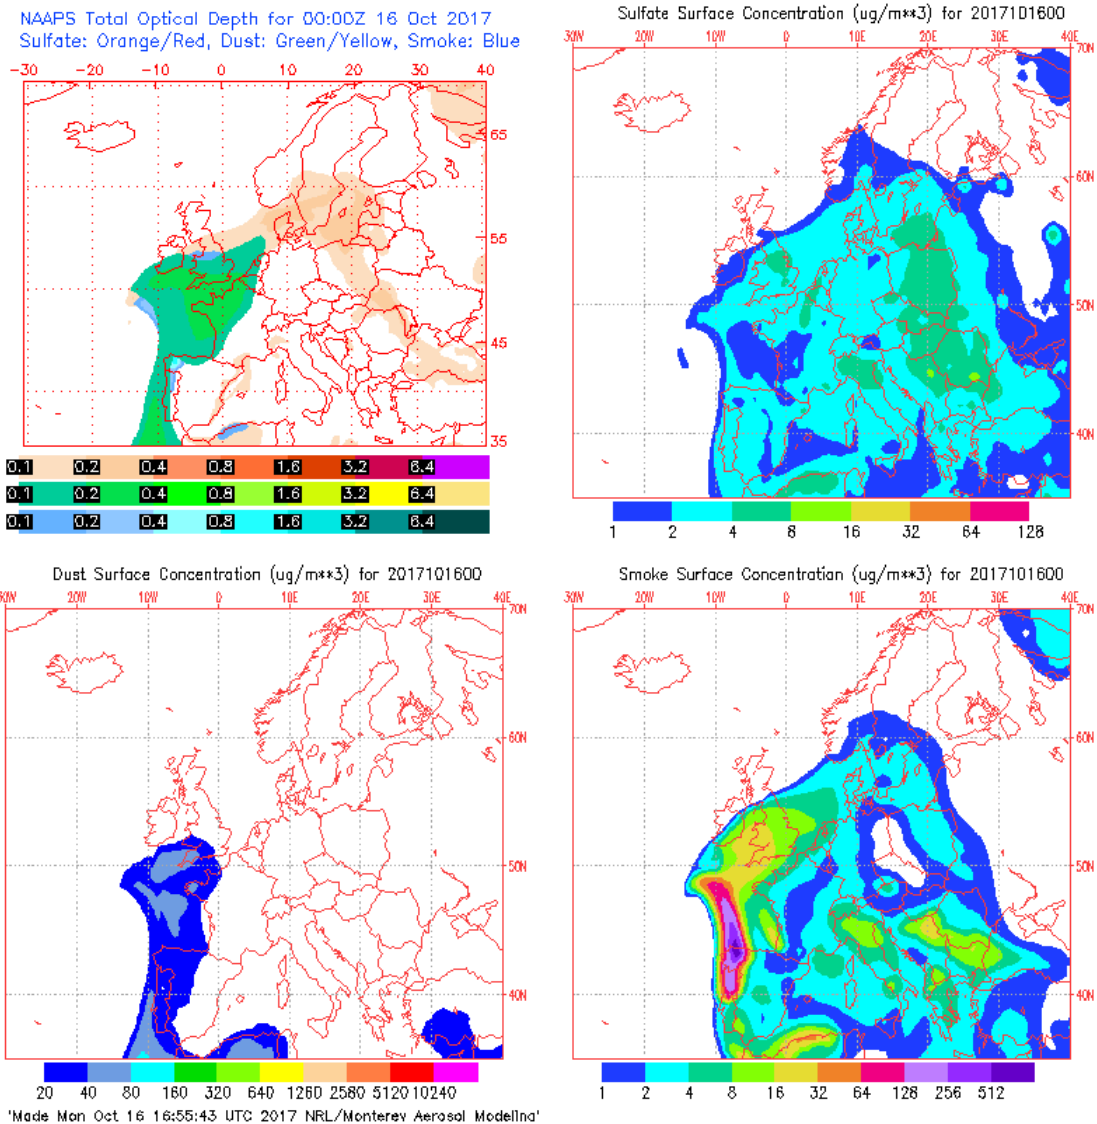 NAAPS Total Optical Depth for 00:00Z 16 Oct 2017
Sulfate: Orange/Red, Dust: Green/Yellow, Smoke: Blue
-30 -20 -10 0 10 20 30 40
65
55
45
35
0.1 0.2 0.4 0.8 1.6 3.2 6.4
0.1 0.2 0.4 0.8 1.6 3.2 6.4
0.1 0.2 0.4 0.8 1.6 3.2 6.4
Sulfate Surface Concentration (ug/m**3) for 2017101600
30W 20W 10W 0 10E 20E 30E 40E
70N
60N
50N
40N
1 2 4 8 16 32 64 128
Dust Surface Concentration (ug/m**3) for 2017101600
30W 20W 10W 0 10E 20E 30E 40E
70N
60N
50N
40N
20 40 80 160 320 640 1260 2580 5120 10240
Smoke Surface Concentration (ug/m**3) for 2017101600
30W 20W 10W 0 10E 20E 30E 40E
70N
60N
50N
40N
1 2 4 8 16 32 64 128 256 512
'Made Mon Oct 16 16:55:43 UTC 2017 NRL/Monterey Aerosol Modeling'